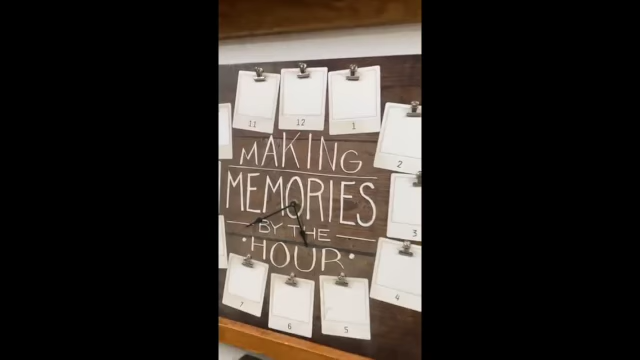 11 12 1
2
3
4
7 6 5
MAKING
MEMORIES
BY THE
HOUR